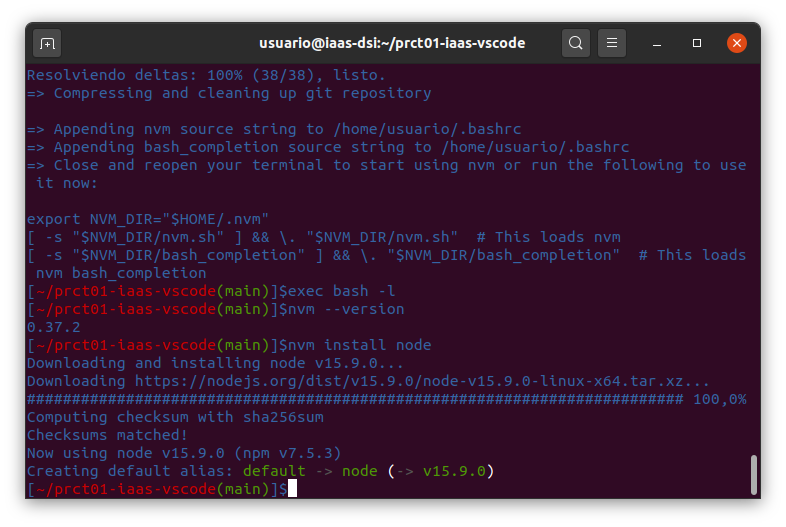 usuario@iaas-dsi:~/prct01-iaas-vscode
Resolviendo deltas: 100% (38/38), listo.
=> Compressing and cleaning up git repository
=> Appending nvm source string to /home/usuario/.bashrc
=> Appending bash_completion source string to /home/usuario/.bashrc
=> Close and reopen your terminal to start using nvm or run the following to use
 it now:
export NVM_DIR="$HOME/.nvm"
[ -s "$NVM_DIR/nvm.sh" ] && \. "$NVM_DIR/nvm.sh"  # This loads nvm
[ -s "$NVM_DIR/bash_completion" ] && \. "$NVM_DIR/bash_completion"  # This loads
 nvm bash_completion
[~/prct01-iaas-vscode(main)]$exec bash -l
[~/prct01-iaas-vscode(main)]$nvm --version
0.37.2
[~/prct01-iaas-vscode(main)]$nvm install node
Downloading and installing node v15.9.0...
Downloading https://nodejs.org/dist/v15.9.0/node-v15.9.0-linux-x64.tar.xz...
######################################################################### 100,0%
Computing checksum with sha256sum
Checksums matched!
Now using node v15.9.0 (npm v7.5.3)
Creating default alias: default -> node (-> v15.9.0)
[~/prct01-iaas-vscode(main)]$